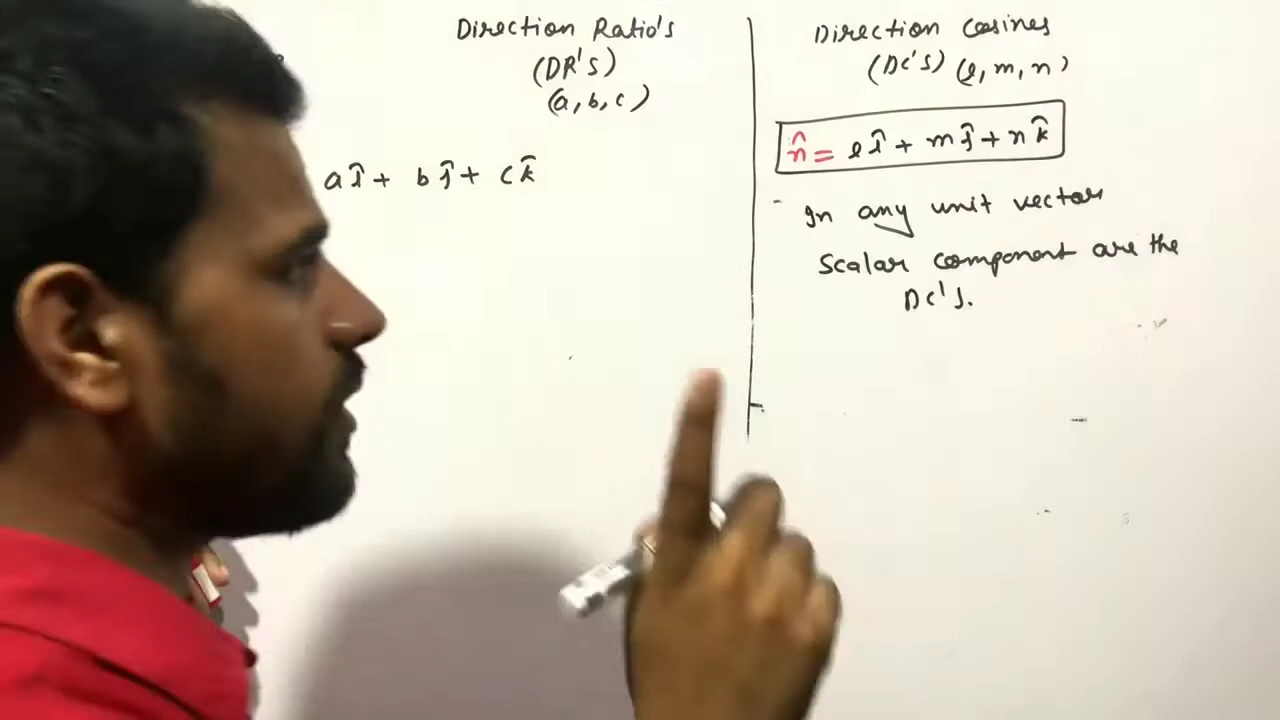 Direction Ratio's
(DR's)
(a, b, c)
aî + bĵ + ck̂
Direction Cosines
(DC's) (l, m, n)
n̂ = lî + mĵ + nk̂
In any unit vector
scalar component are the
DC's.